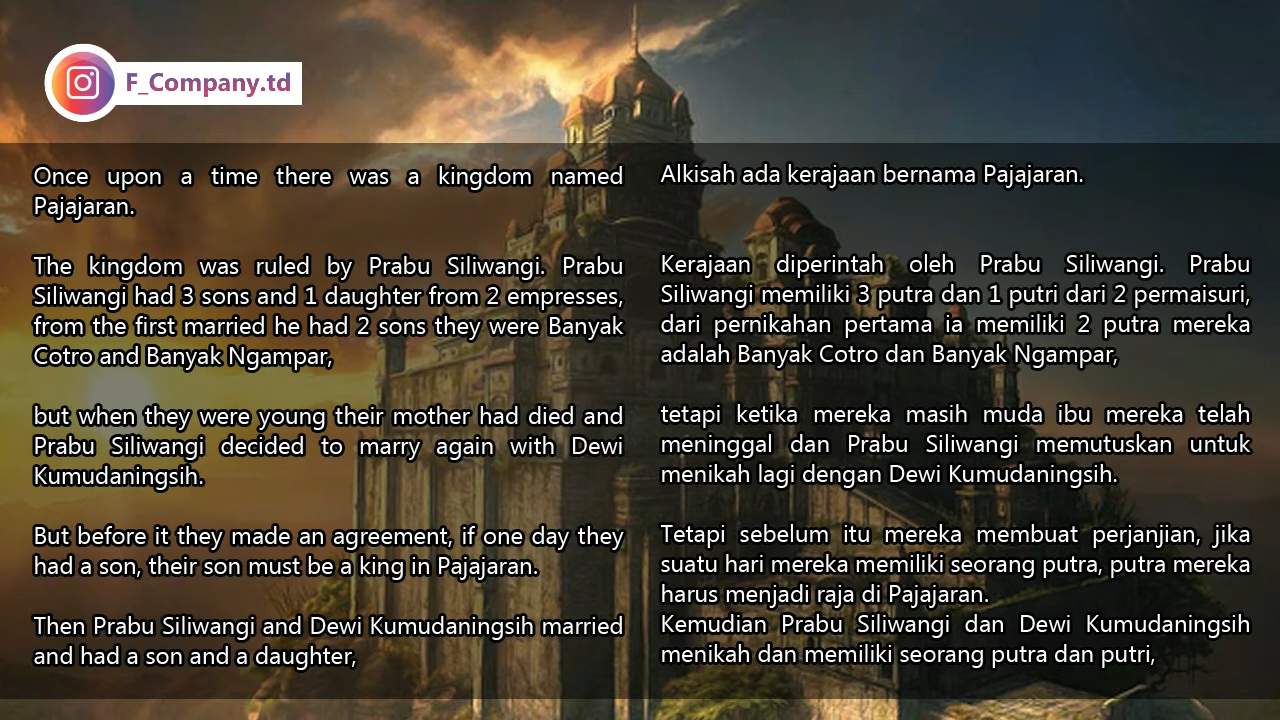 F_Company.td
Once upon a time there was a kingdom named
Pajajaran.
The kingdom was ruled by Prabu Siliwangi. Prabu
Siliwangi had 3 sons and 1 daughter from 2 empresses,
from the first married he had 2 sons they were Banyak
Cotro and Banyak Ngampar,
but when they were young their mother had died and
Prabu Siliwangi decided to marry again with Dewi
Kumudaningsih.
But before it they made an agreement, if one day they
had a son, their son must be a king in Pajajaran.
Then Prabu Siliwangi and Dewi Kumudaningsih married
and had a son and a daughter,
Alkisah ada kerajaan bernama Pajajaran.
Kerajaan diperintah oleh Prabu Siliwangi. Prabu
Siliwangi memiliki 3 putra dan 1 putri dari 2 permaisuri,
dari pernikahan pertama ia memiliki 2 putra mereka
adalah Banyak Cotro dan Banyak Ngampar,
tetapi ketika mereka masih muda ibu mereka telah
meninggal dan Prabu Siliwangi memutuskan untuk
menikah lagi dengan Dewi Kumudaningsih.
Tetapi sebelum itu mereka membuat perjanjian, jika
suatu hari mereka memiliki seorang putra, putra mereka
harus menjadi raja di Pajajaran.
Kemudian Prabu Siliwangi dan Dewi Kumudaningsih
menikah dan memiliki seorang putra dan putri,